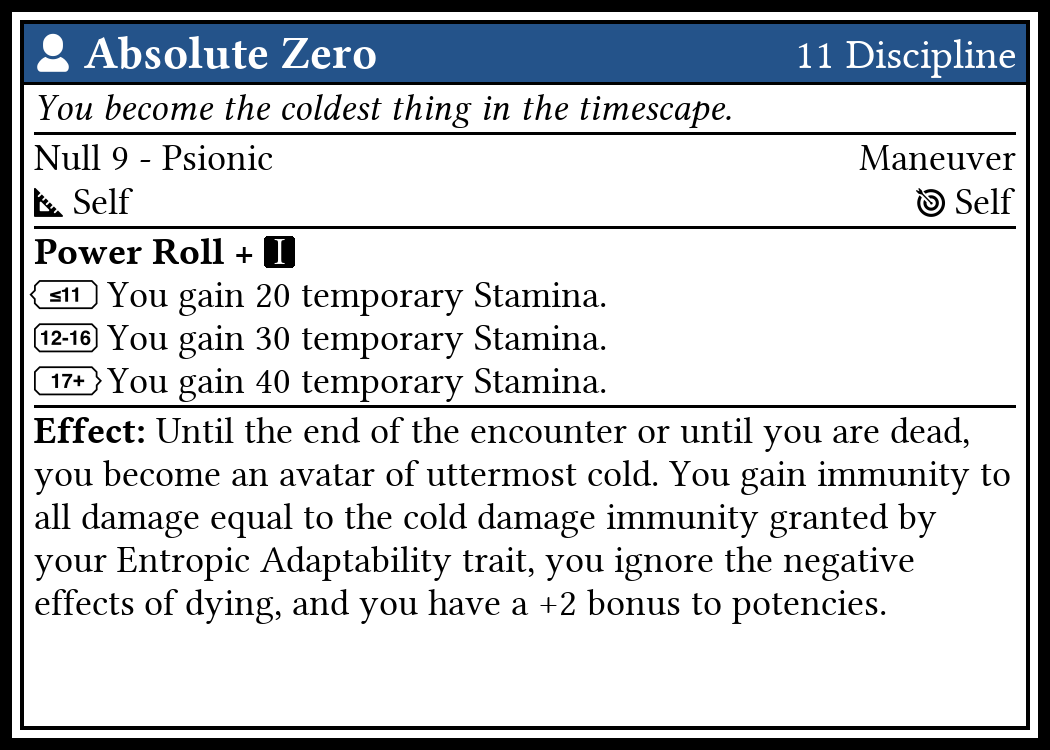 Absolute Zero 11 Discipline
You become the coldest thing in the timescape.
Null 9 - Psionic Maneuver
Self Self
Power Roll + I
≤11 You gain 20 temporary Stamina.
12-16 You gain 30 temporary Stamina.
17+ You gain 40 temporary Stamina.
Effect: Until the end of the encounter or until you are dead,
you become an avatar of uttermost cold. You gain immunity to
all damage equal to the cold damage immunity granted by
your Entropic Adaptability trait, you ignore the negative
effects of dying, and you have a +2 bonus to potencies.